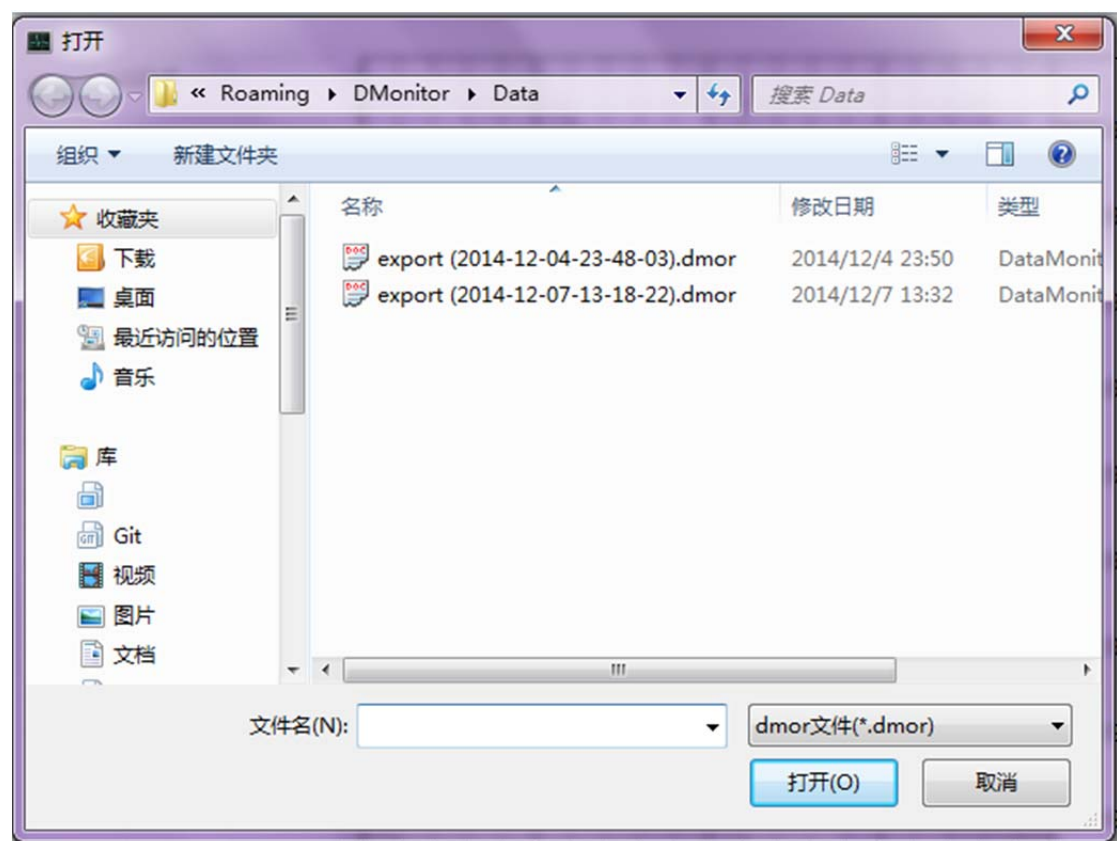 打开
« Roaming ▸ DMonitor ▸ Data
搜索 Data
组织
新建文件夹
名称 修改日期 类型
收藏夹
下载
桌面
最近访问的位置
音乐
库
Git
视频
图片
文档
export (2014-12-04-23-48-03).dmor 2014/12/4 23:50 DataMonit
export (2014-12-07-13-18-22).dmor 2014/12/7 13:32 DataMonit
文件名(N):
dmor文件(*.dmor)
打开(O) 取消